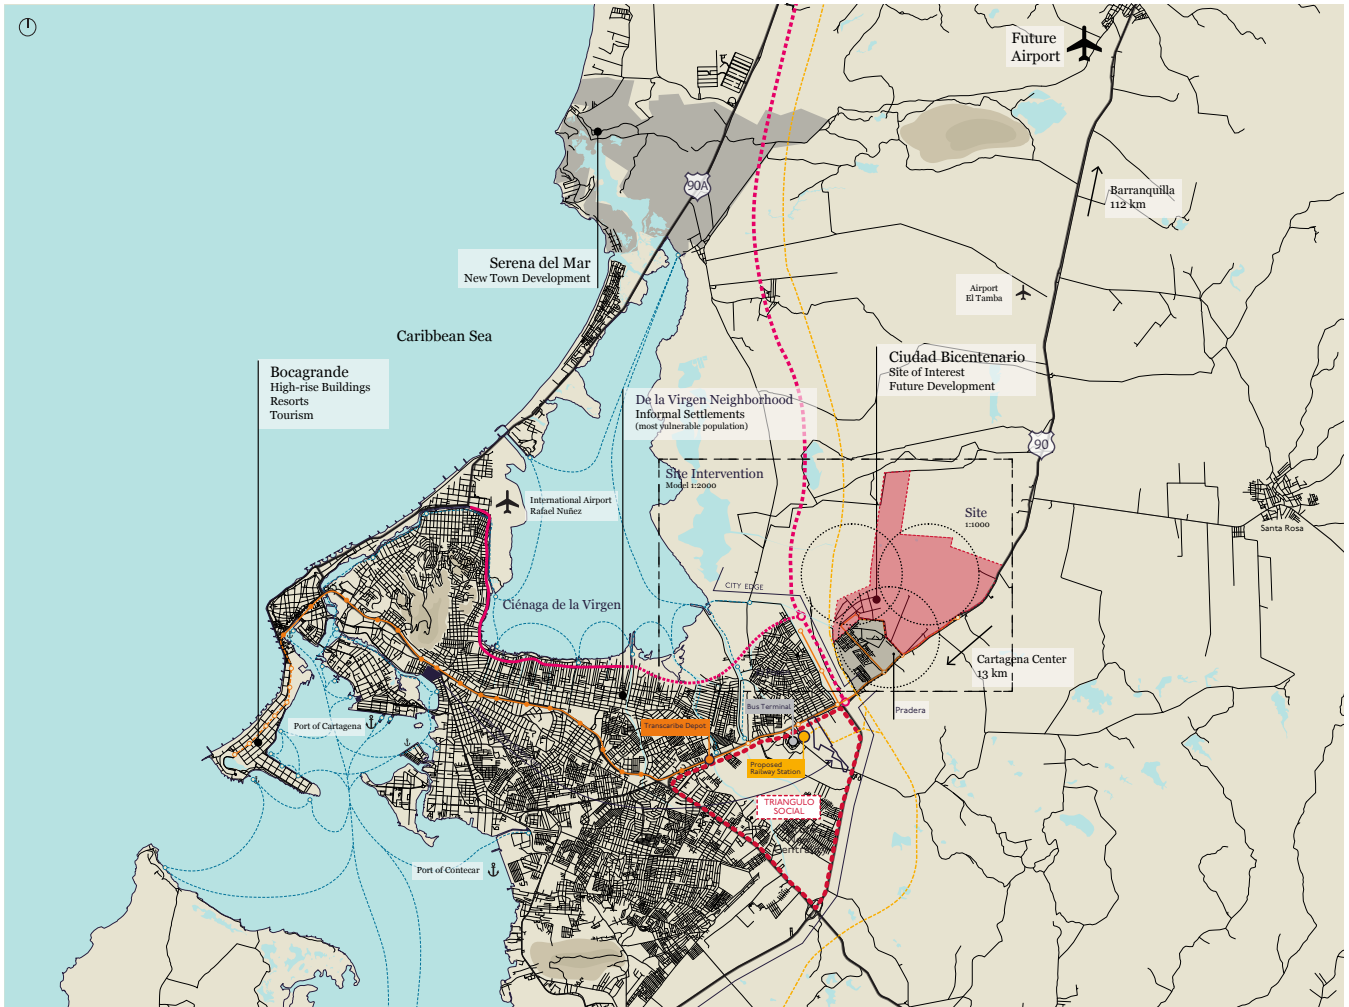 Future
Airport
90A
Barranquilla
112 km
Serena del Mar
New Town Development
Airport
El Tamba
Caribbean Sea
Ciudad Bicentenario
Site of Interest
Future Development
Bocagrande
High-rise Buildings
Resorts
Tourism
De la Virgen Neighborhood
Informal Settlements
(most vulnerable population)
90
Site Intervention
Model 1:2000
International Airport
Rafael Nuñez
Site
1:1000
Santa Rosa
CITY EDGE
Ciénaga de la Virgen
Cartagena Center
13 km
Bus Terminal
Pradera
Port of Cartagena
Transcaribe Depot
Proposed
Railway Station
TRIANGULO
SOCIAL
Port of Contecar